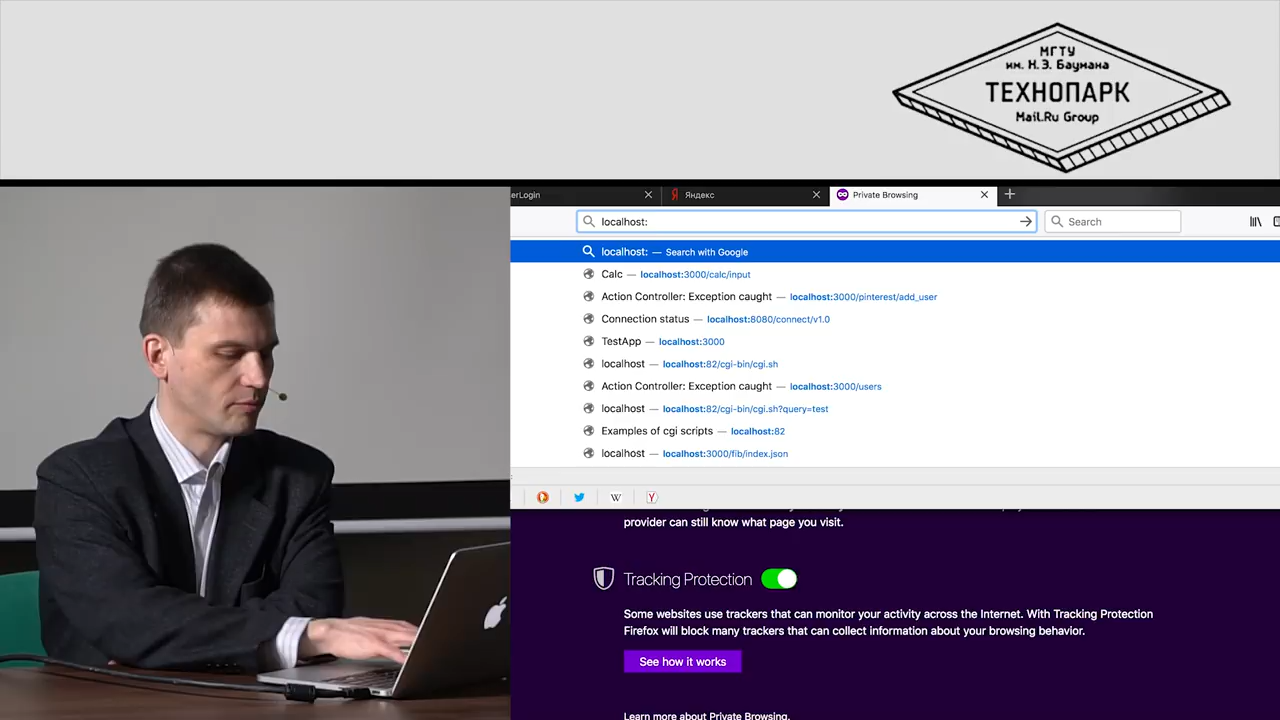 МГТУ
им. Н.Э. Баумана
ТЕХНОПАРК
Mail.Ru Group
erLogin
Яндекс
Private Browsing
localhost:
Search
localhost: — Search with Google
Calc — localhost:3000/calc/input
Action Controller: Exception caught — localhost:3000/pinterest/add_user
Connection status — localhost:8080/connect/v1.0
TestApp — localhost:3000
localhost — localhost:82/cgi-bin/cgi.sh
Action Controller: Exception caught — localhost:3000/users
localhost — localhost:82/cgi-bin/cgi.sh?query=test
Examples of cgi scripts — localhost:82
localhost — localhost:3000/fib/index.json
W
Y
provider can still know what page you visit.
Tracking Protection
Some websites use trackers that can monitor your activity across the Internet. With Tracking Protection
Firefox will block many trackers that can collect information about your browsing behavior.
See how it works
Learn more about Private Browsing.